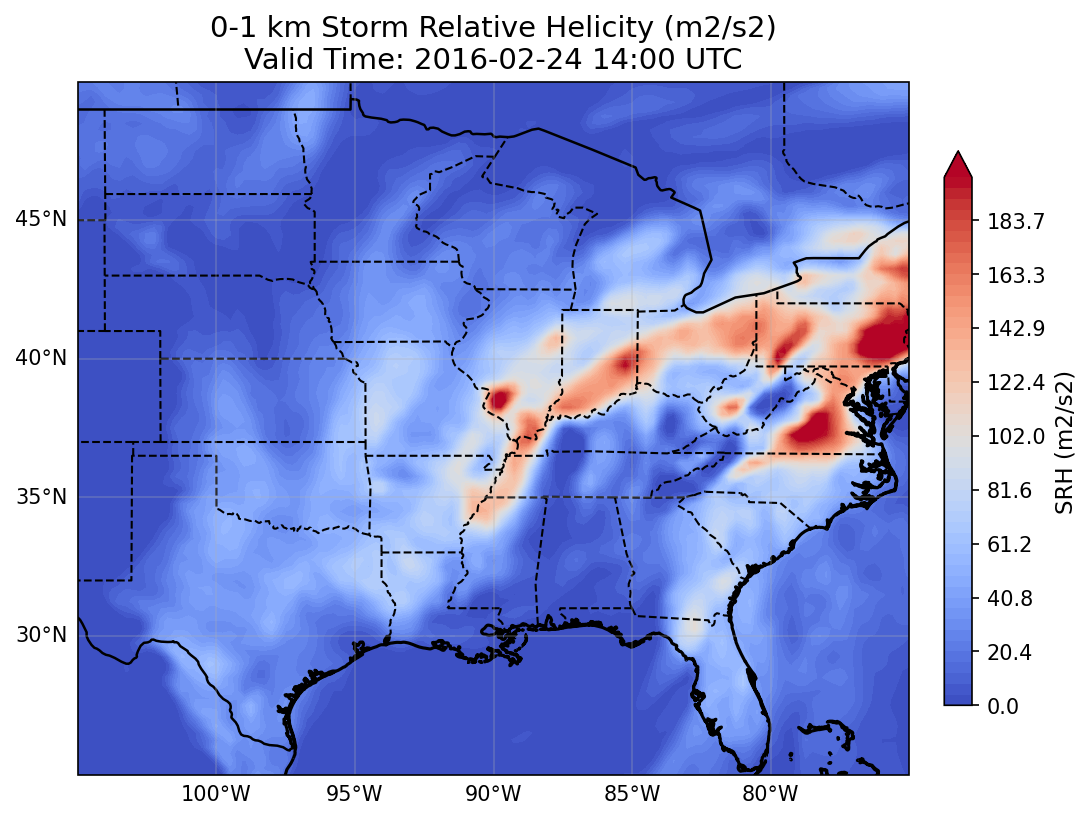 0-1 km Storm Relative Helicity (m2/s2)
Valid Time: 2016-02-24 14:00 UTC
45°N
40°N
35°N
30°N
100°W
95°W
90°W
85°W
80°W
183.7
163.3
142.9
122.4
102.0
81.6
61.2
40.8
20.4
0.0
SRH (m2/s2)